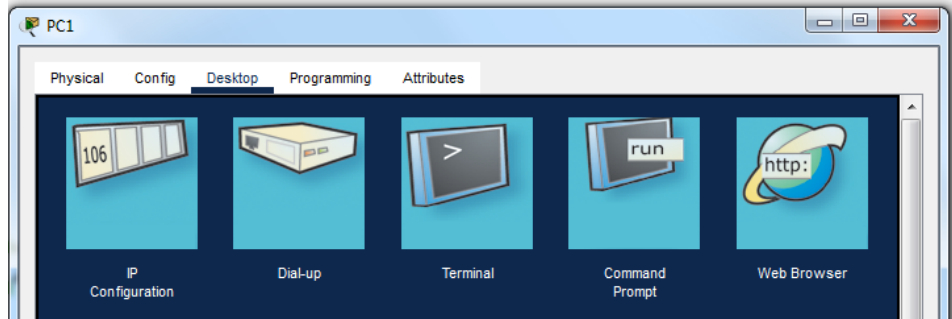 PC1
Physical Config Desktop Programming Attributes
106
>
run
http:
IP
Configuration
Dial-up
Terminal
Command
Prompt
Web Browser